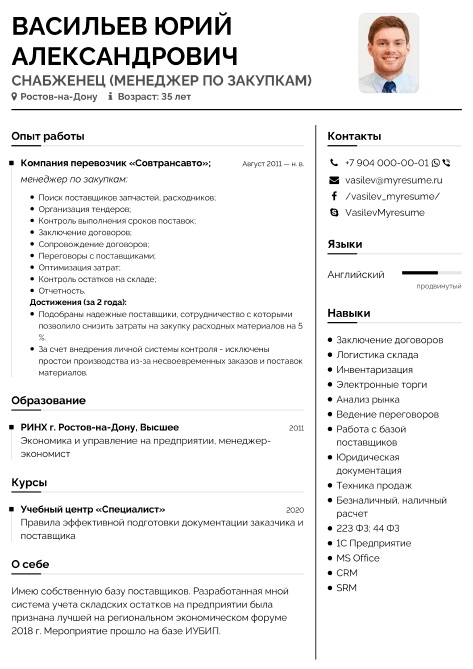 ВАСИЛЬЕВ ЮРИЙ
АЛЕКСАНДРОВИЧ
СНАБЖЕНЕЦ (МЕНЕДЖЕР ПО ЗАКУПКАМ)
Ростов-на-Дону Возраст: 35 лет
Опыт работы
Компания перевозчик «Совтрансавто»; Август 2011 — н. в.
менеджер по закупкам:
Поиск поставщиков запчастей, расходников;
Организация тендеров;
Контроль выполнения сроков поставок;
Заключение договоров;
Сопровождение договоров;
Переговоры с поставщиками;
Оптимизация затрат;
Контроль остатков на складе;
Отчетность.
Достижения (за 2 года):
Подобраны надежные поставщики, сотрудничество с которыми
позволило снизить затраты на закупку расходных материалов на 5
%.
За счет внедрения личной системы контроля - исключены
простои производства из-за несвоевременных заказов и поставок
материалов.
Образование
РИНХ г. Ростов-на-Дону, Высшее 2011
Экономика и управление на предприятии, менеджер-
экономист
Курсы
Учебный центр «Специалист» 2020
Правила эффективной подготовки документации заказчика и
поставщика
О себе
Имею собственную базу поставщиков. Разработанная мной
система учета складских остатков на предприятии была
признана лучшей на региональном экономическом форуме
2018 г. Мероприятие прошло на базе ИУБИП.
Контакты
+7 904 000-00-01
vasilev@myresume.ru
/vasilev_myresume/
VasilevMyresume
Языки
Английский
продвинутый
Навыки
Заключение договоров
Логистика склада
Инвентаризация
Электронные торги
Анализ рынка
Ведение переговоров
Работа с базой
поставщиков
Юридическая
документация
Техника продаж
Безналичный, наличный
расчет
223 ФЗ; 44 ФЗ
1С Предприятие
MS Office
CRM
SRM